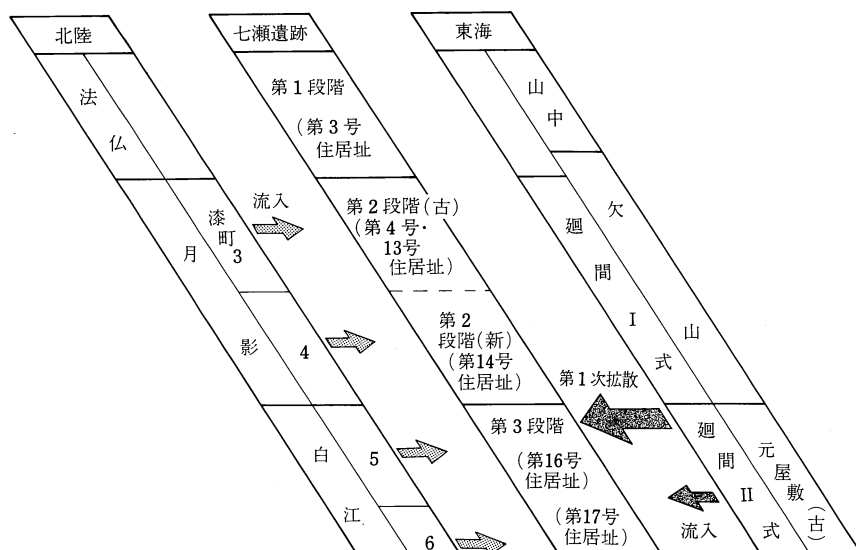 北陸
七瀬遺跡
東海
法仏
月影
白江
漆町3
4
5
6
流入
第1段階
(第3号
住居址
第2段階(古)
(第4号・
13号
住居址)
第2
段階(新)
(第14号
住居址)
第3段階
(第16号
住居址)
(第17号
住居址)
第1次拡散
流入
山中
廻間I式
欠山
廻間II式
元屋敷(古)